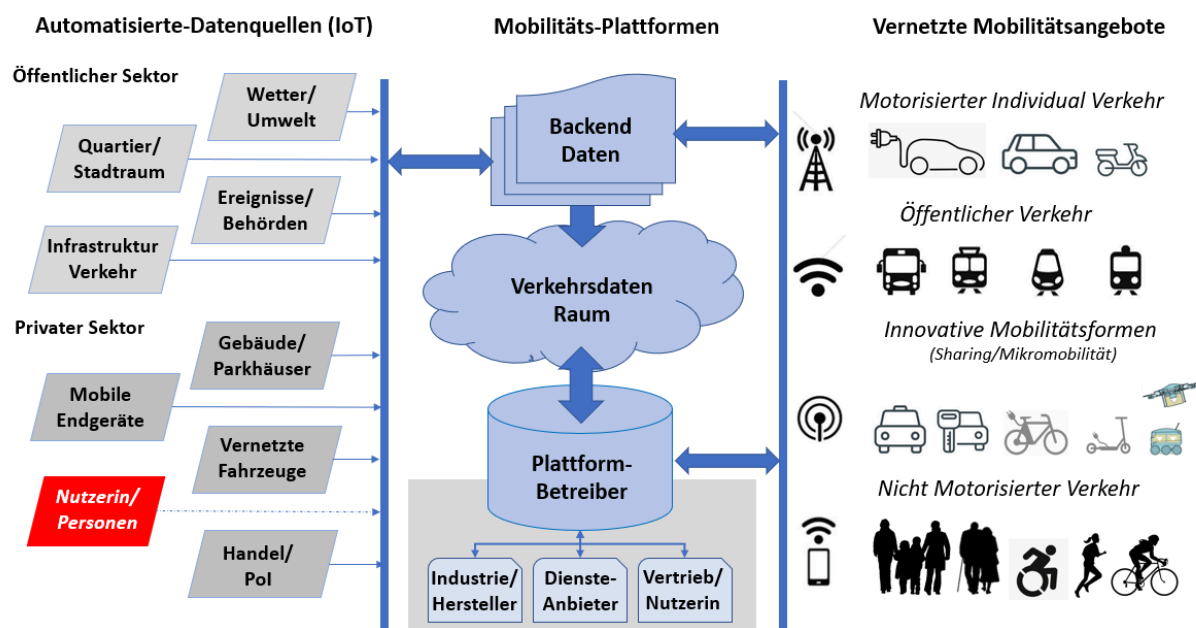 Automatisierte-Datenquellen (IoT)
Öffentlicher Sektor
Wetter/
Umwelt
Quartier/
Stadtraum
Ereignisse/
Behörden
Infrastruktur
Verkehr
Privater Sektor
Gebäude/
Parkhäuser
Mobile
Endgeräte
Vernetzte
Fahrzeuge
Nutzerin/
Personen
Handel/
PoI
Mobilitäts-Plattformen
Backend
Daten
Verkehrsdaten
Raum
Plattform-
Betreiber
Industrie/
Hersteller
Dienste-
Anbieter
Vertrieb/
Nutzerin
Vernetzte Mobilitätsangebote
Motorisierter Individual Verkehr
Öffentlicher Verkehr
Innovative Mobilitätsformen
(Sharing/Mikromobilität)
Nicht Motorisierter Verkehr